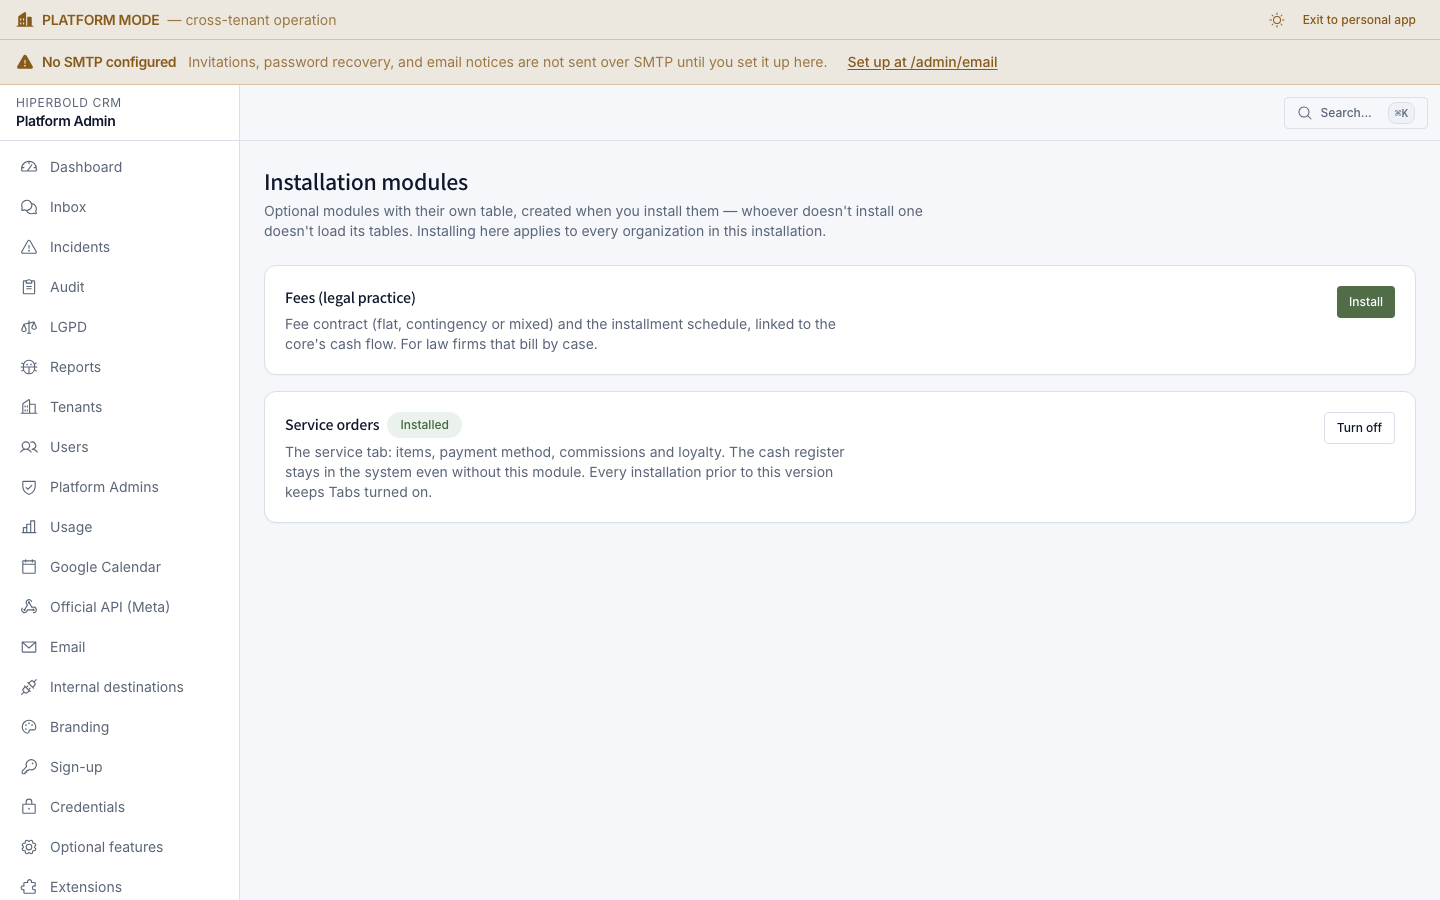 PLATFORM MODE — cross-tenant operation
Exit to personal app
No SMTP configured Invitations, password recovery, and email notices are not sent over SMTP until you set it up here. Set up at /admin/email
HIPERBOLD CRM
Platform Admin
Search... ⌘K
Dashboard
Inbox
Incidents
Audit
LGPD
Reports
Tenants
Users
Platform Admins
Usage
Google Calendar
Official API (Meta)
Email
Internal destinations
Branding
Sign-up
Credentials
Optional features
Extensions
Installation modules
Optional modules with their own table, created when you install them — whoever doesn't install one
doesn't load its tables. Installing here applies to every organization in this installation.
Fees (legal practice)
Install
Fee contract (flat, contingency or mixed) and the installment schedule, linked to the
core's cash flow. For law firms that bill by case.
Service orders Installed
Turn off
The service tab: items, payment method, commissions and loyalty. The cash register
stays in the system even without this module. Every installation prior to this version
keeps Tabs turned on.